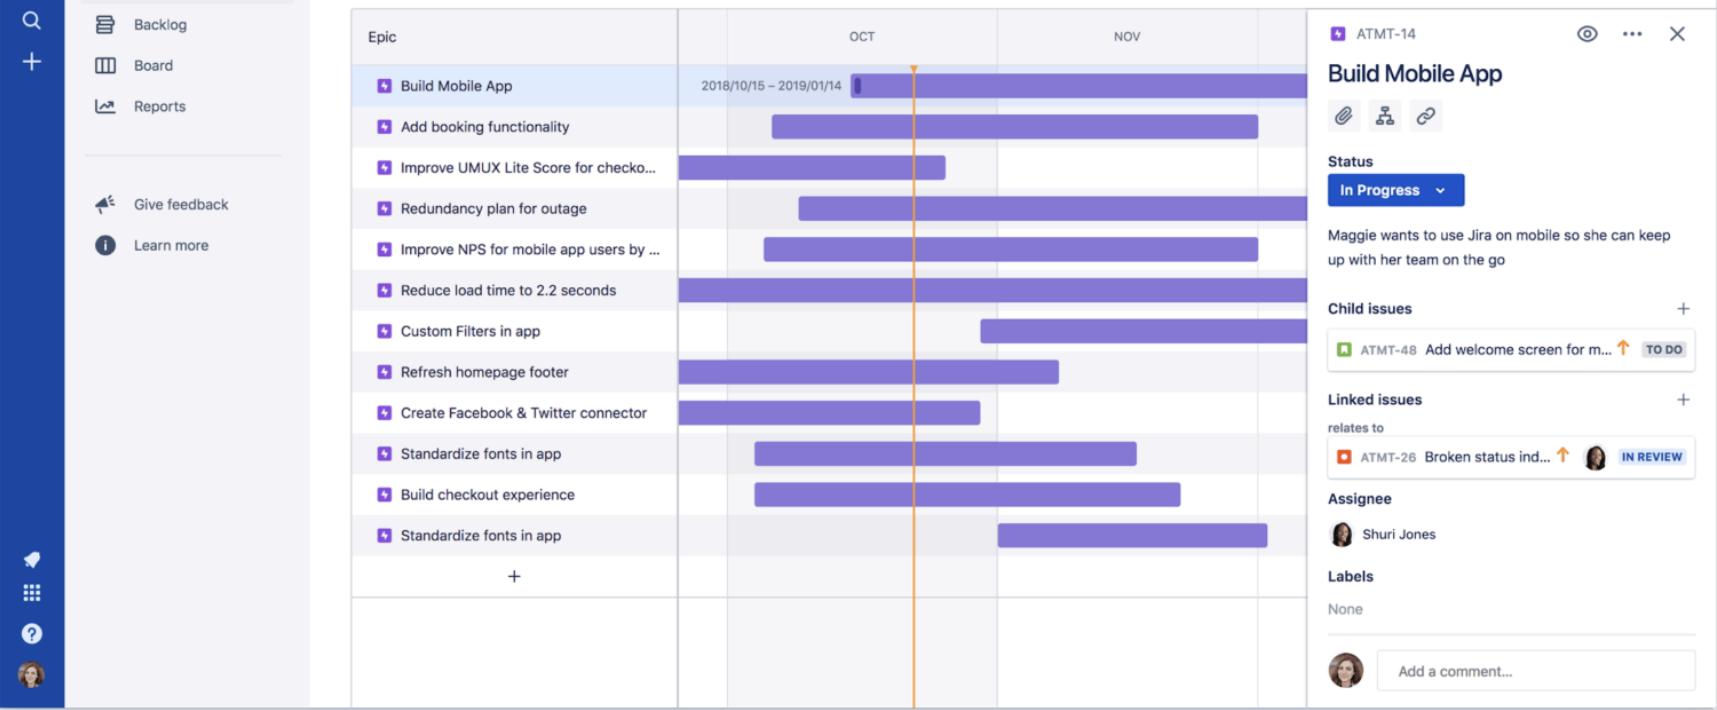 Backlog
Board
Reports
Give feedback
Learn more
Epic
OCT
NOV
Build Mobile App
2018/10/15 – 2019/01/14
Add booking functionality
Improve UMUX Lite Score for checko...
Redundancy plan for outage
Improve NPS for mobile app users by ...
Reduce load time to 2.2 seconds
Custom Filters in app
Refresh homepage footer
Create Facebook & Twitter connector
Standardize fonts in app
Build checkout experience
Standardize fonts in app
ATMT-14
Build Mobile App
Status
In Progress
Maggie wants to use Jira on mobile so she can keep
up with her team on the go
Child issues
ATMT-48 Add welcome screen for m... TO DO
Linked issues
relates to
ATMT-26 Broken status ind... IN REVIEW
Assignee
Shuri Jones
Labels
None
Add a comment...